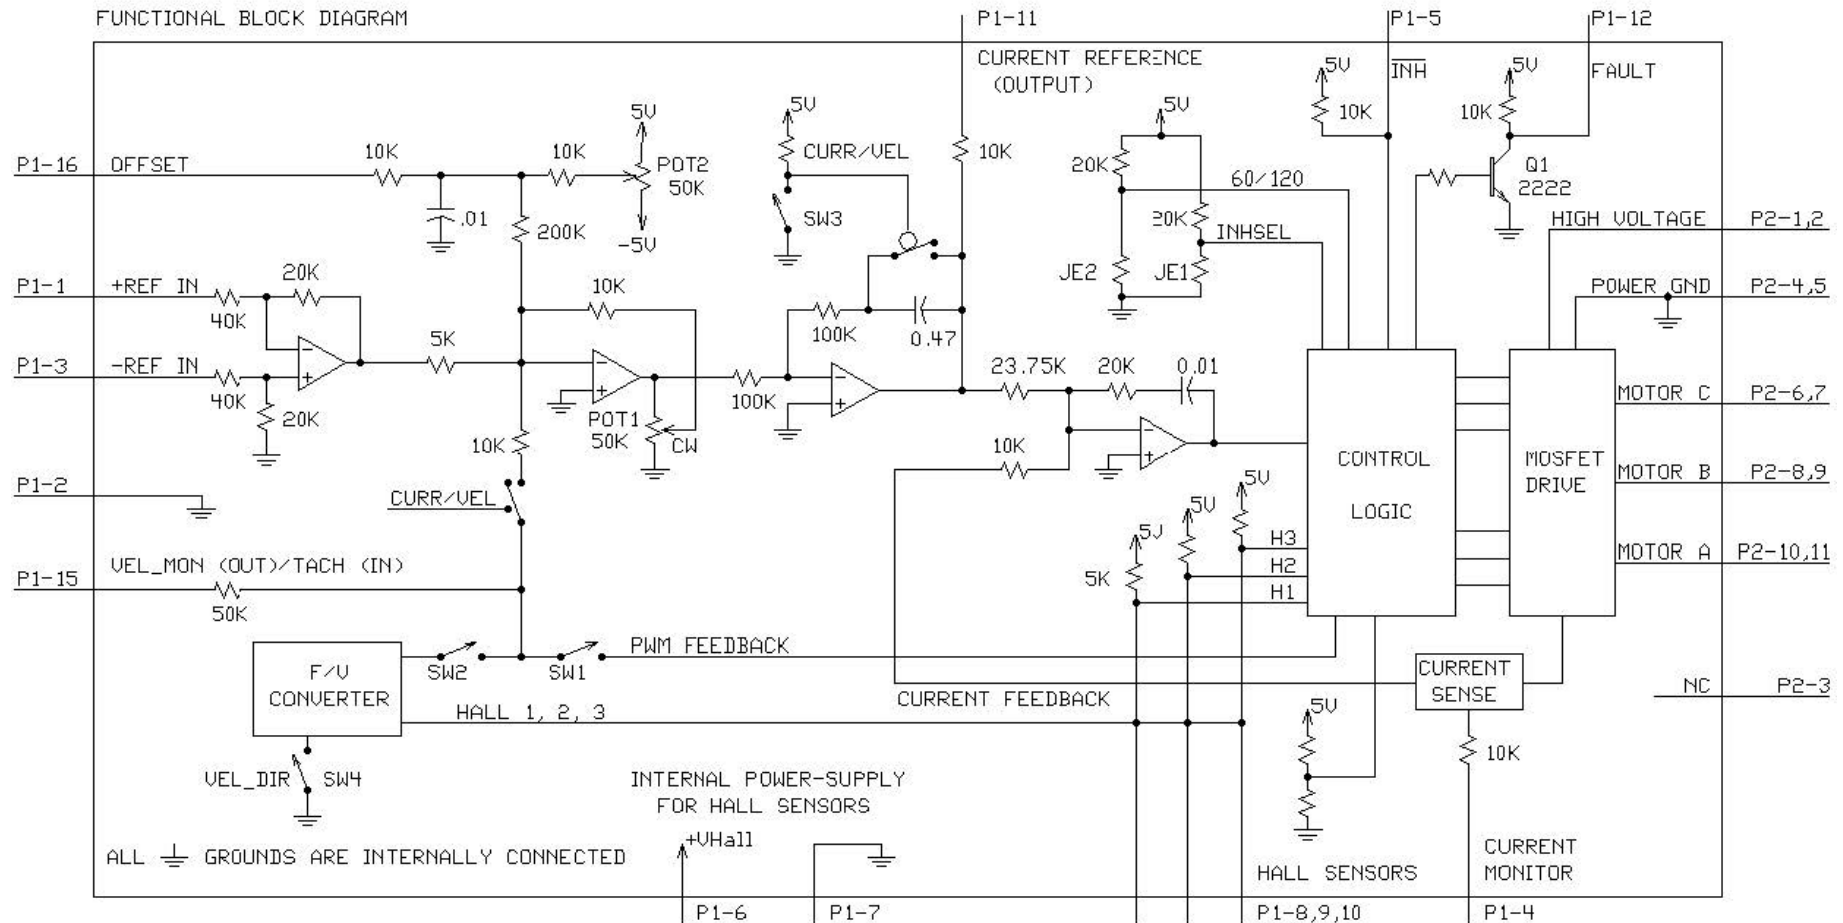 FUNCTIONAL BLOCK DIAGRAM
P1-11
P1-5
P1-12
CURRENT REFERENCE
(OUTPUT)
5V
INH
10K
5V
FAULT
10K
Q1
2222
P1-16 OFFSET
10K
10K
5V
POT2
50K
-5V
.01
200K
5V
CURR/VEL
SW3
10K
5V
20K
60/120
20K
INHSEL
JE2
JE1
HIGH VOLTAGE P2-1,2
POWER GND P2-4,5
P1-1 +REF IN
20K
40K
P1-3 -REF IN
40K
20K
5K
10K
POT1
50K
CW
100K
0.47
100K
23.75K
20K
0.01
10K
CONTROL
LOGIC
MOSFET
DRIVE
MOTOR C P2-6,7
MOTOR B P2-8,9
MOTOR A P2-10,11
10K
CURR/VEL
P1-2
P1-15 VEL_MON (OUT)/TACH (IN)
50K
5V
5V
5V
5K
H3
H2
H1
F/V
CONVERTER
SW2
SW1
PWM FEEDBACK
HALL 1, 2, 3
CURRENT FEEDBACK
CURRENT
SENSE
NC P2-3
5V
10K
VEL_DIR
SW4
INTERNAL POWER-SUPPLY
FOR HALL SENSORS
+VHall
ALL GROUNDS ARE INTERNALLY CONNECTED
HALL SENSORS
CURRENT
MONITOR
P1-6
P1-7
P1-8,9,10
P1-4